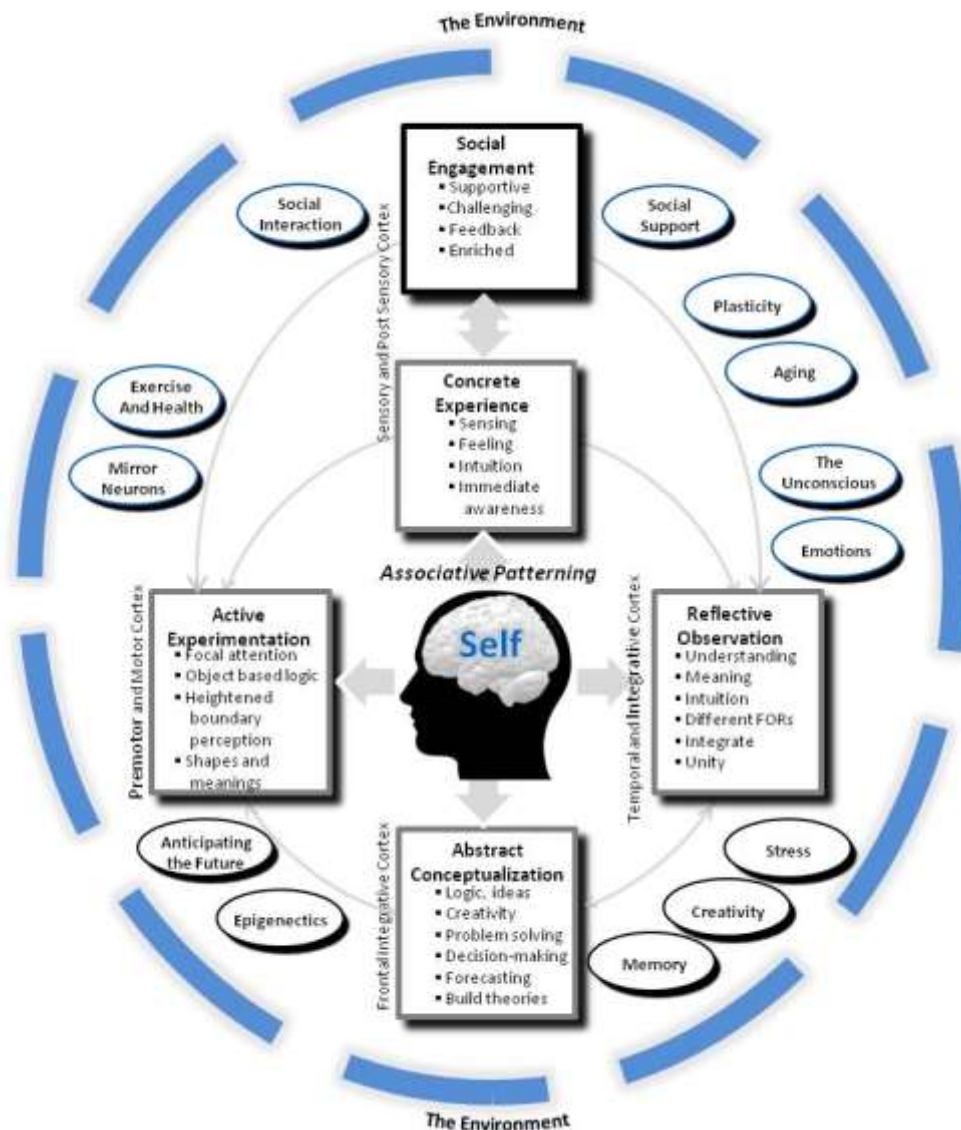 The Environment
Social
Engagement
▪ Supportive
▪ Challenging
▪ Feedback
▪ Enriched
Social
Interaction
Social
Support
Sensory and Post Sensory Cortex
Plasticity
Aging
Exercise
And Health
Mirror
Neurons
Concrete
Experience
▪ Sensing
▪ Feeling
▪ Intuition
▪ Immediate
awareness
The
Unconscious
Emotions
Associative Patterning
Self
Premotor and Motor Cortex
Active
Experimentation
▪ Focal attention
▪ Object based logic
▪ Heightened
boundary
perception
▪ Shapes and
meanings
Temporal and Integrative Cortex
Reflective
Observation
▪ Understanding
▪ Meaning
▪ Intuition
▪ Different FORs
▪ Integrate
▪ Unity
Anticipating
the Future
Epigenectics
Frontal Integrative Cortex
Abstract
Conceptualization
▪ Logic, ideas
▪ Creativity
▪ Problem solving
▪ Decision-making
▪ Forecasting
▪ Build theories
Stress
Creativity
Memory
The Environment